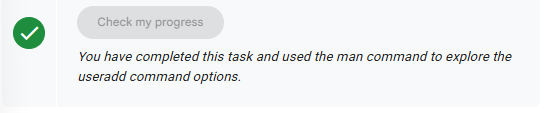 Check my progress
You have completed this task and used the man command to explore the
useradd command options.